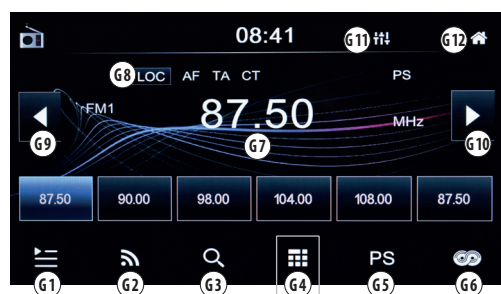 08:41 G11 G12
G8 LOC AF TA CT PS
FM1 87.50 MHz
G9 G7 G10
87.50 90.00 98.00 104.00 108.00 87.50
PS
G1 G2 G3 G4 G5 G6